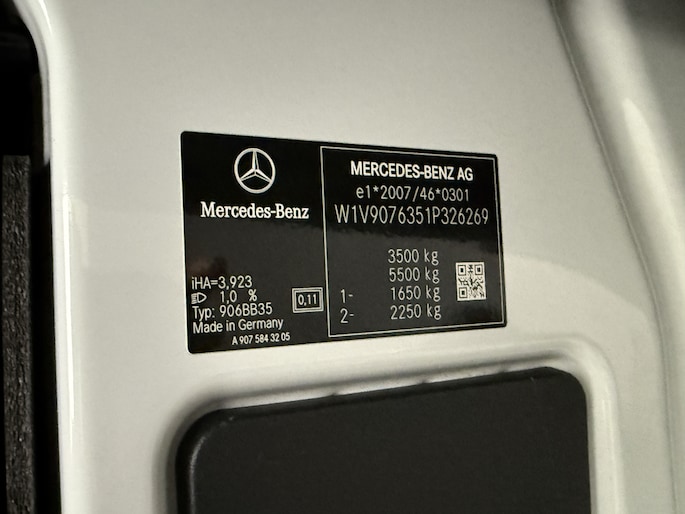 Mercedes-Benz
iHA=3,923
1,0 %
Typ: 906BB35
Made in Germany
A 907 584 32 05
0,11
MERCEDES-BENZ AG
e1*2007/46*0301
W1V9076351P326269
3500 kg
5500 kg
1- 1650 kg
2- 2250 kg